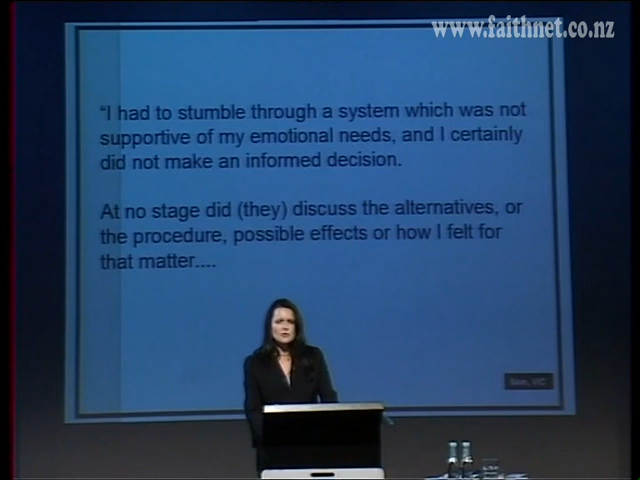 www.faithnet.co.nz
"I had to stumble through a system which was not
supportive of my emotional needs, and I certainly
did not make an informed decision.
At no stage did (they) discuss the alternatives, or
the procedure, possible effects or how I felt for
that matter....